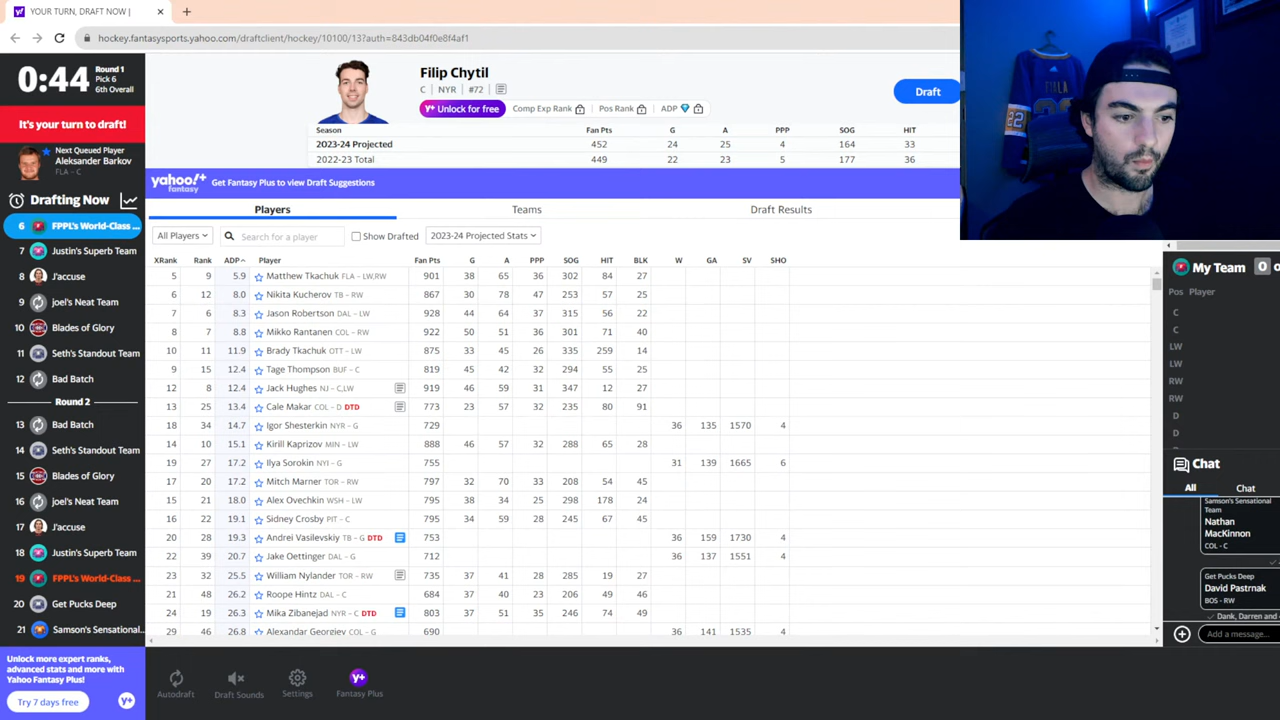 YOUR TURN, DRAFT NOW |
hockey.fantasysports.yahoo.com/draftclient/hockey/10100/13?auth=843db04f0e8f4af1
0:44
Round 1
Pick 6
6th Overall
It's your turn to draft!
Next Queued Player
Aleksander Barkov
FLA - C
Drafting Now
6 FPPL's World-Class ...
7 Justin's Superb Team
8 J'accuse
9 joel's Neat Team
10 Blades of Glory
11 Seth's Standout Team
12 Bad Batch
Round 2
13 Bad Batch
14 Seth's Standout Team
15 Blades of Glory
16 joel's Neat Team
17 J'accuse
18 Justin's Superb Team
19 FPPL's World-Class ...
20 Get Pucks Deep
21 Samson's Sensational...
Unlock more expert ranks, advanced stats and more with Yahoo Fantasy Plus!
Try 7 days free
y+
Filip Chytil
C | NYR | #72
y+ Unlock for free Comp Exp Rank Pos Rank ADP
Draft
Season Fan Pts G A PPP SOG HIT
2023-24 Projected 452 24 25 4 164 33
2022-23 Total 449 22 23 5 177 36
yahoo!+ fantasy Get Fantasy Plus to view Draft Suggestions
Players Teams Draft Results
All Players Search for a player Show Drafted 2023-24 Projected Stats
XRank Rank ADP Player Fan Pts G A PPP SOG HIT BLK W GA SV SHO
5 9 5.9 Matthew Tkachuk FLA - LW,RW 901 38 65 36 302 84 27
6 12 8.0 Nikita Kucherov TB - RW 867 30 78 47 253 57 25
7 6 8.3 Jason Robertson DAL - LW 928 44 64 37 315 56 22
8 7 8.8 Mikko Rantanen COL - RW 922 50 51 36 301 71 40
10 11 11.9 Brady Tkachuk OTT - LW 875 33 45 26 335 259 14
9 15 12.4 Tage Thompson BUF - C 819 45 42 32 294 55 25
12 8 12.4 Jack Hughes NJ - C,LW 919 46 59 31 347 12 27
13 25 13.4 Cale Makar COL - D DTD 773 23 57 32 235 80 91
18 34 14.7 Igor Shesterkin NYR - G 729 36 135 1570 4
14 10 15.1 Kirill Kaprizov MIN - LW 888 46 57 32 288 65 28
19 27 17.2 Ilya Sorokin NYI - G 755 31 139 1665 6
17 20 17.2 Mitch Marner TOR - RW 797 32 70 33 208 54 45
15 21 18.0 Alex Ovechkin WSH - LW 795 38 34 25 298 178 24
16 22 19.1 Sidney Crosby PIT - C 795 34 59 28 245 67 45
20 28 19.3 Andrei Vasilevskiy TB - G DTD 753 36 159 1730 4
22 39 20.7 Jake Oettinger DAL - G 712 36 137 1551 4
23 32 25.5 William Nylander TOR - RW 735 37 41 28 285 19 27
21 48 26.2 Roope Hintz DAL - C 684 37 40 23 206 49 46
24 19 26.3 Mika Zibanejad NYR - C DTD 803 37 51 35 246 74 49
29 46 26.8 Alexandar Georgiev COL - G 690 36 141 1535 4
Autodraft
Draft Sounds
Settings
Fantasy Plus
My Team 0
Pos Player
C
C
LW
LW
RW
RW
D
D
Chat
All Chat
Samson's Sensational Team
Nathan MacKinnon
COL - C
Get Pucks Deep
David Pastrnak
BOS - RW
Dank, Darren and
Add a message...
FIALA
22